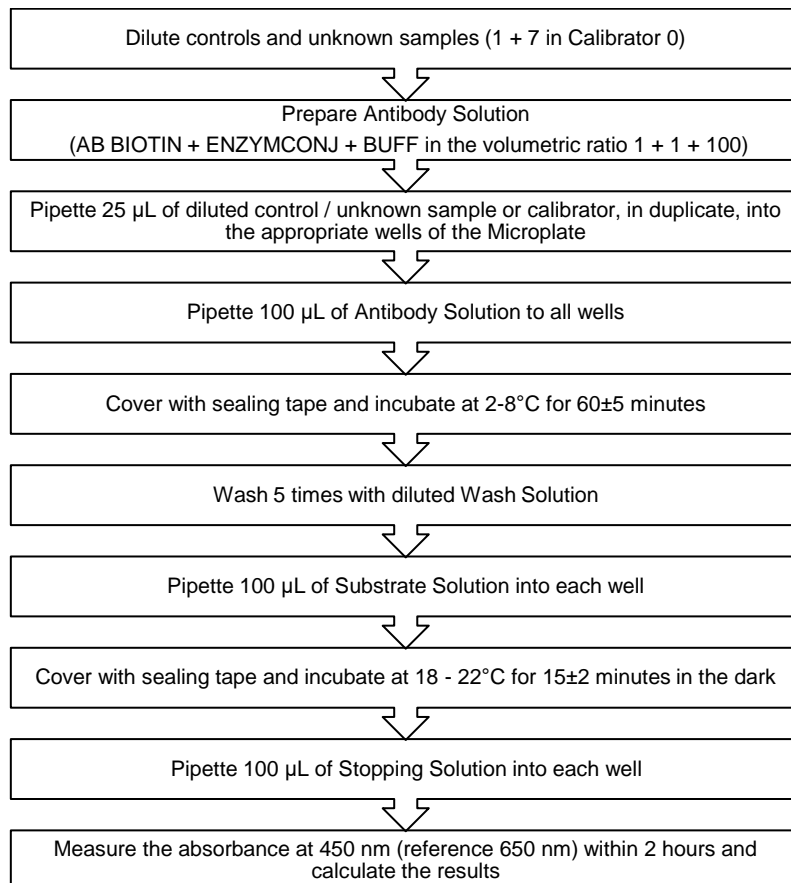 Dilute controls and unknown samples (1 + 7 in Calibrator 0)
Prepare Antibody Solution
(AB BIOTIN + ENZYMCONJ + BUFF in the volumetric ratio 1 + 1 + 100)
Pipette 25 µL of diluted control / unknown sample or calibrator, in duplicate, into
the appropriate wells of the Microplate
Pipette 100 µL of Antibody Solution to all wells
Cover with sealing tape and incubate at 2-8°C for 60±5 minutes
Wash 5 times with diluted Wash Solution
Pipette 100 µL of Substrate Solution into each well
Cover with sealing tape and incubate at 18 - 22°C for 15±2 minutes in the dark
Pipette 100 µL of Stopping Solution into each well
Measure the absorbance at 450 nm (reference 650 nm) within 2 hours and
calculate the results